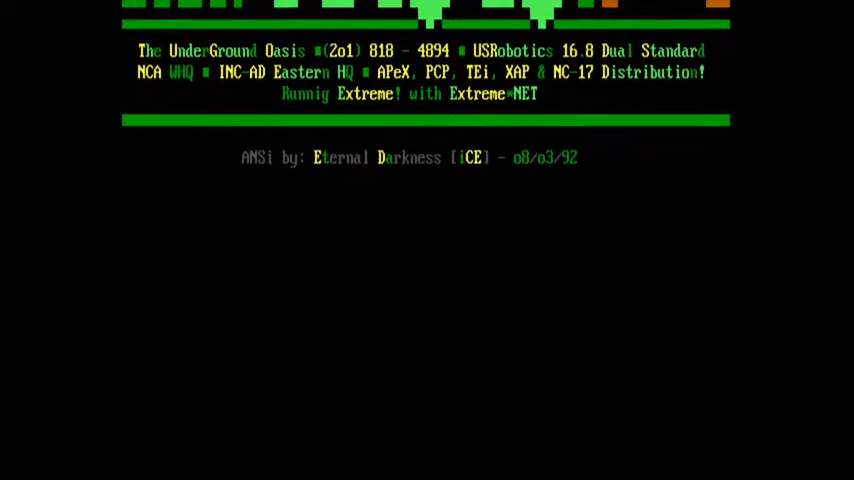 The UnderGround Oasis ■(2o1) 818 - 4894 ■ USRobotics 16.8 Dual Standard
NCA WHQ ■ INC-AD Eastern HQ ■ APeX, PCP, TEi, XAP & NC-17 Distribution!
Runnig Extreme! with Extreme*NET
ANSi by: Eternal Darkness [iCE] - o8/o3/92